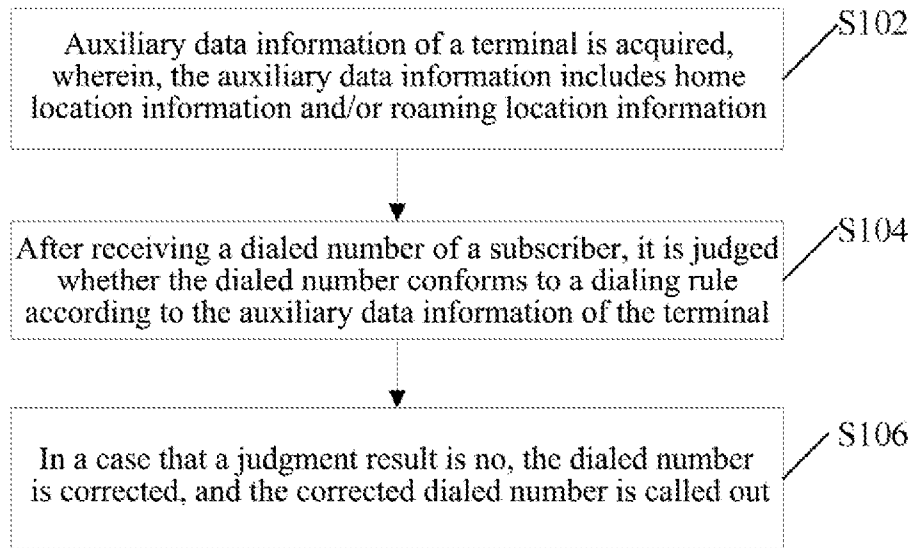 S102
Auxiliary data information of a terminal is acquired,
wherein, the auxiliary data information includes home
location information and/or roaming location information
S104
After receiving a dialed number of a subscriber, it is judged
whether the dialed number conforms to a dialing rule
according to the auxiliary data information of the terminal
S106
In a case that a judgment result is no, the dialed number
is corrected, and the corrected dialed number is called out